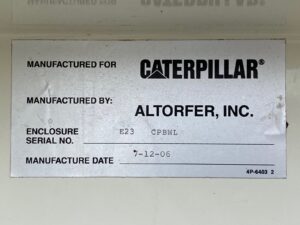 MANUFACTURED FOR CATERPILLAR®
MANUFACTURED BY: ALTORFER, INC.
ENCLOSURE
SERIAL NO. E23 CPBWL
MANUFACTURE DATE 7-12-06
4P-6403 2